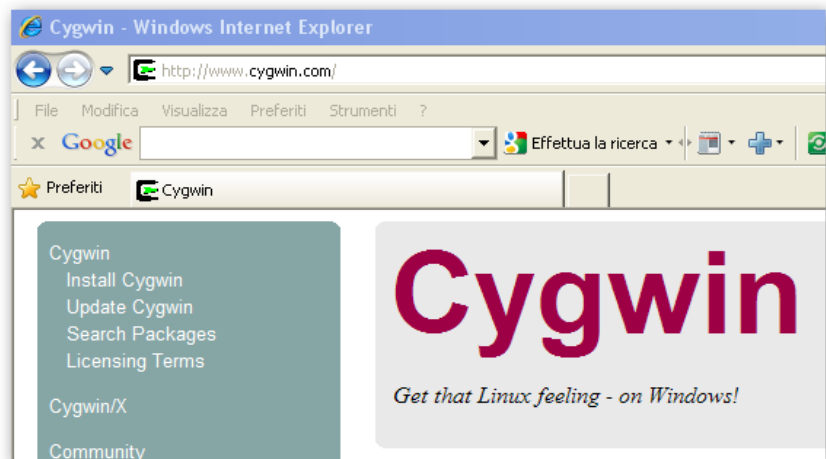 Cygwin - Windows Internet Explorer
http://www.cygwin.com/
File Modifica Visualizza Preferiti Strumenti ?
x Google Effettua la ricerca
Preferiti Cygwin
Cygwin
Install Cygwin
Update Cygwin
Search Packages
Licensing Terms
Cygwin/X
Community
Cygwin
Get that Linux feeling - on Windows!